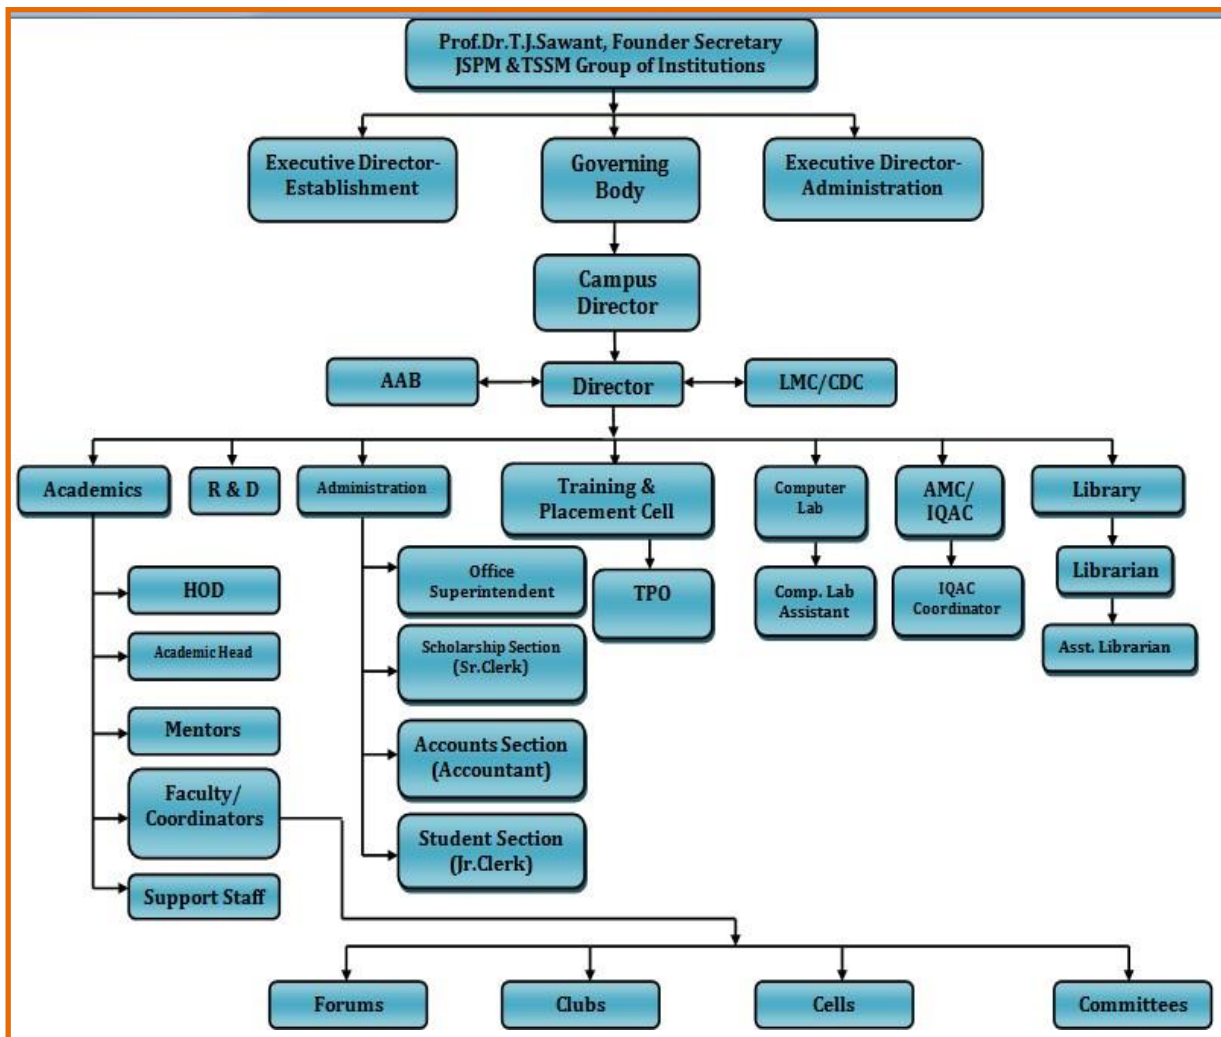 Prof.Dr.T.J.Sawant, Founder Secretary
JSPM &TSSM Group of Institutions
Executive Director-
Establishment
Governing
Body
Executive Director-
Administration
Campus
Director
AAB
Director
LMC/CDC
Academics
R & D
Administration
Training &
Placement Cell
Computer
Lab
AMC/
IQAC
Library
HOD
Academic Head
Mentors
Faculty/
Coordinators
Support Staff
Office
Superintendent
Scholarship Section
(Sr.Clerk)
Accounts Section
(Accountant)
Student Section
(Jr.Clerk)
TPO
Comp. Lab
Assistant
IQAC
Coordinator
Librarian
Asst. Librarian
Forums
Clubs
Cells
Committees